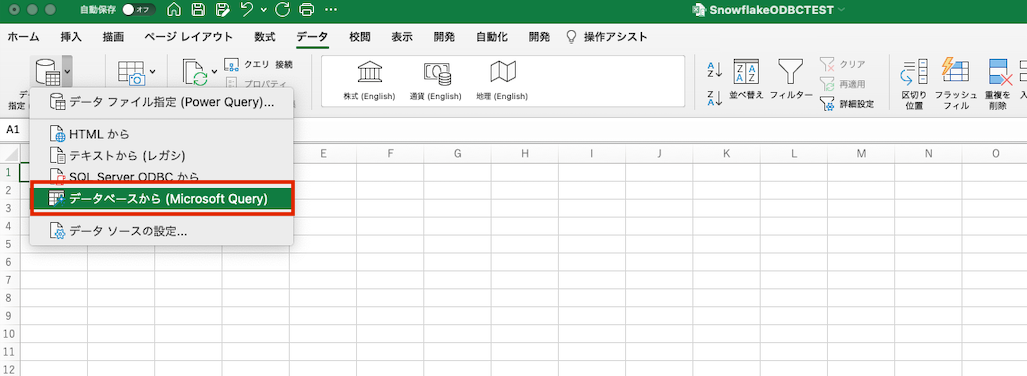 自動保存 オフ SnowflakeODBCTEST
ホーム 挿入 描画 ページ レイアウト 数式 データ 校閲 表示 開発 自動化 開発 操作アシスト
クエリ 接続
プロパティ
株式 (English) 通貨 (English) 地理 (English)
並べ替え フィルター
クリア
再適用
詳細設定
区切り位置 フラッシュ フィル 重複を削除
データ ファイル指定 (Power Query)...
HTML から
テキストから (レガシ)
SQL Server ODBC から
データベースから (Microsoft Query)
データ ソースの設定...
A1
E F G H I J K L M N O
1
2
3
4
5
6
7
8
9
10
11
12